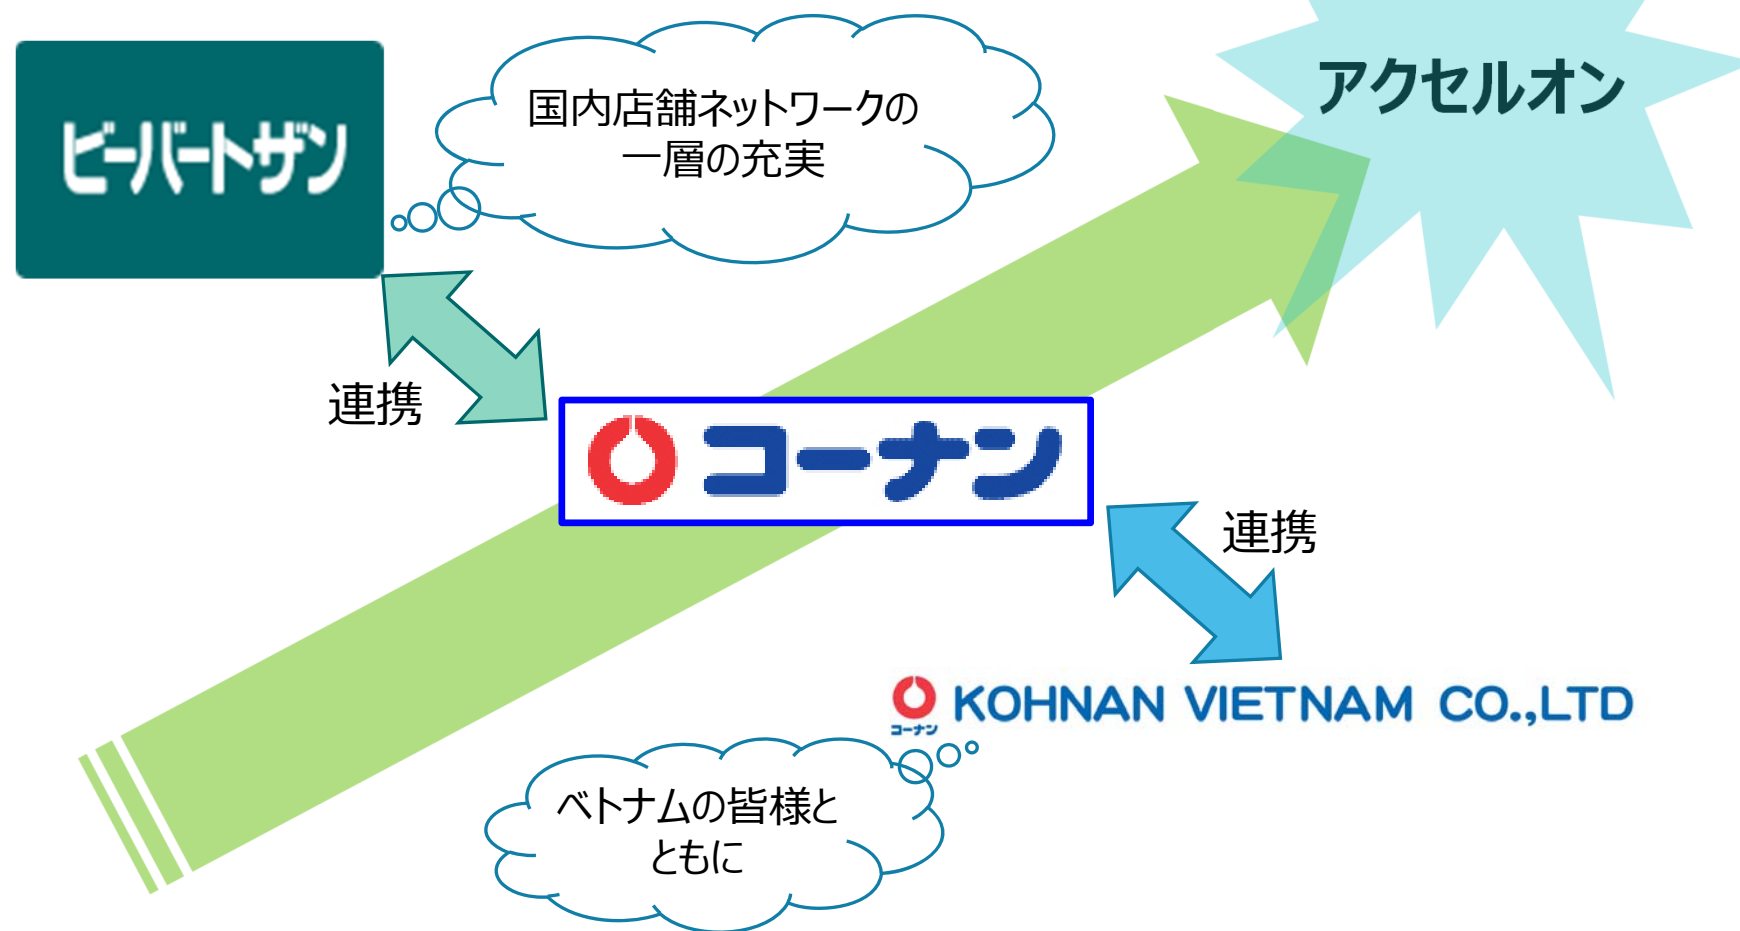 アクセルオン
ビーバートザン
国内店舗ネットワークの
一層の充実
連携
コーナン
連携
コーナン
KOHNAN VIETNAM CO.,LTD
ベトナムの皆様と
ともに